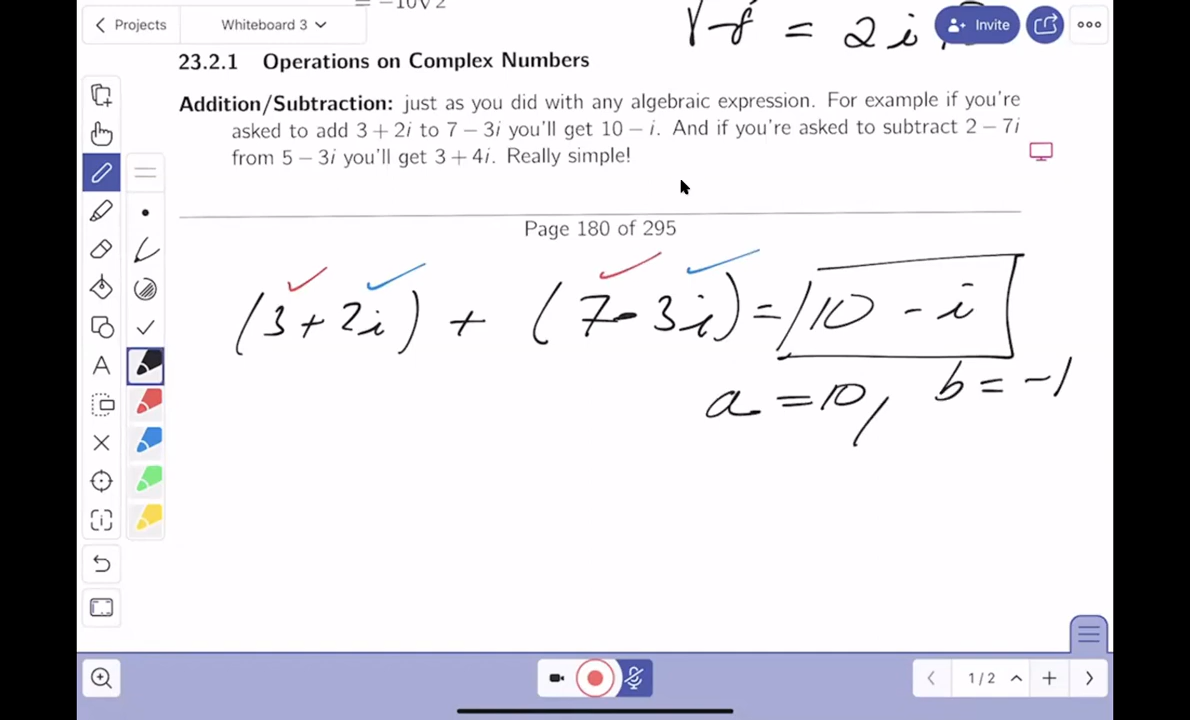 = −10√2
Projects
Whiteboard 3
√-8 = 2i
Invite
23.2.1 Operations on Complex Numbers
Addition/Subtraction: just as you did with any algebraic expression. For example if you're
asked to add 3 + 2i to 7 − 3i you'll get 10 − i. And if you're asked to subtract 2 − 7i
from 5 − 3i you'll get 3 + 4i. Really simple!
Page 180 of 295
(3 + 2i) + (7 - 3i) = 10 - i
a = 10, b = -1
A
1/2